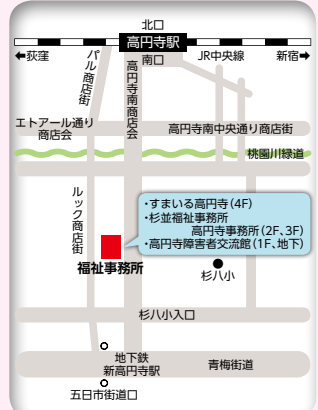 北口
高円寺駅
←荻窪
南口
JR中央線
新宿→
パル商店街
高円寺南商店会
エトアール通り
商店会
高円寺南中央通り商店街
桃園川緑道
ルック商店街
・すまいる高円寺(4F)
・杉並福祉事務所
高円寺事務所(2F、3F)
・高円寺障害者交流館(1F、地下)
福祉事務所
杉八小
杉八小入口
地下鉄
新高円寺駅
青梅街道
五日市街道口